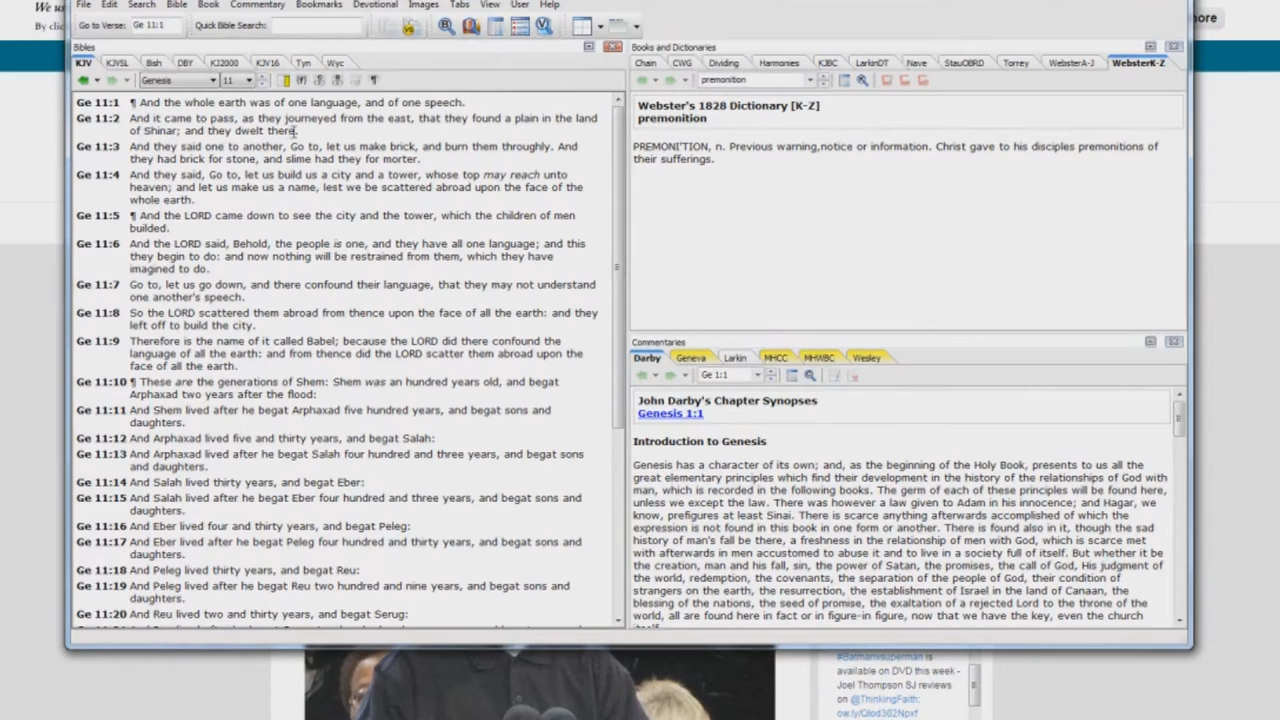 We us
By clic
more
File Edit Search Bible Book Commentary Bookmarks Devotional Images Tabs View User Help
Go to Verse: Ge 11:1 Quick Bible Search:
Bibles
KJV KJVSL Bsh DBY KJ2000 KJV16 Tyn Wyc
Genesis 11
Ge 11:1 ¶ And the whole earth was of one language, and of one speech.
Ge 11:2 And it came to pass, as they journeyed from the east, that they found a plain in the land
of Shinar; and they dwelt there.
Ge 11:3 And they said one to another, Go to, let us make brick, and burn them throughly. And
they had brick for stone, and slime had they for morter.
Ge 11:4 And they said, Go to, let us build us a city and a tower, whose top may reach unto
heaven; and let us make us a name, lest we be scattered abroad upon the face of the
whole earth.
Ge 11:5 ¶ And the LORD came down to see the city and the tower, which the children of men
builded.
Ge 11:6 And the LORD said, Behold, the people is one, and they have all one language; and this
they begin to do: and now nothing will be restrained from them, which they have
imagined to do.
Ge 11:7 Go to, let us go down, and there confound their language, that they may not understand
one another's speech.
Ge 11:8 So the LORD scattered them abroad from thence upon the face of all the earth: and they
left off to build the city.
Ge 11:9 Therefore is the name of it called Babel; because the LORD did there confound the
language of all the earth: and from thence did the LORD scatter them abroad upon the
face of all the earth.
Ge 11:10 ¶ These are the generations of Shem: Shem was an hundred years old, and begat
Arphaxad two years after the flood:
Ge 11:11 And Shem lived after he begat Arphaxad five hundred years, and begat sons and
daughters.
Ge 11:12 And Arphaxad lived five and thirty years, and begat Salah:
Ge 11:13 And Arphaxad lived after he begat Salah four hundred and three years, and begat sons
and daughters.
Ge 11:14 And Salah lived thirty years, and begat Eber:
Ge 11:15 And Salah lived after he begat Eber four hundred and three years, and begat sons and
daughters.
Ge 11:16 And Eber lived four and thirty years, and begat Peleg:
Ge 11:17 And Eber lived after he begat Peleg four hundred and thirty years, and begat sons and
daughters.
Ge 11:18 And Peleg lived thirty years, and begat Reu:
Ge 11:19 And Peleg lived after he begat Reu two hundred and nine years, and begat sons and
daughters.
Ge 11:20 And Reu lived two and thirty years, and begat Serug:
Books and Dictionaries
Chain CWG Dividing Harmonies KJBC LarkinDT Nave StauOBRD Torrey WebsterA-J WebsterK-Z
premonition
Webster's 1828 Dictionary [K-Z]
premonition
PREMONI'TION, n. Previous warning,notice or information. Christ gave to his disciples premonitions of
their sufferings.
Commentaries
Darby Geneva Larkin MHCC MHWBC Wesley
Ge 1:1
John Darby's Chapter Synopses
Genesis 1:1
Introduction to Genesis
Genesis has a character of its own; and, as the beginning of the Holy Book, presents to us all the
great elementary principles which find their development in the history of the relationships of God with
man, which is recorded in the following books. The germ of each of these principles will be found here,
unless we except the law. There was however a law given to Adam in his innocence; and Hagar, we
know, prefigures at least Sinai. There is scarce anything afterwards accomplished of which the
expression is not found in this book in one form or another. There is found also in it, though the sad
history of man's fall be there, a freshness in the relationship of men with God, which is scarce met
with afterwards in men accustomed to abuse it and to live in a society full of itself. But whether it be
the creation, man and his fall, sin, the power of Satan, the promises, the call of God, His judgment of
the world, redemption, the covenants, the separation of the people of God, their condition of
strangers on the earth, the resurrection, the establishment of Israel in the land of Canaan, the
blessing of the nations, the seed of promise, the exaltation of a rejected Lord to the throne of the
world, all are found here in fact or in figure-in figure, now that we have the key, even the church
itself.
#Batmanvsuperman is
available on DVD this week -
Joel Thompson SJ reviews
on @ThinkingFaith:
ow.ly/Qlod302Npxf